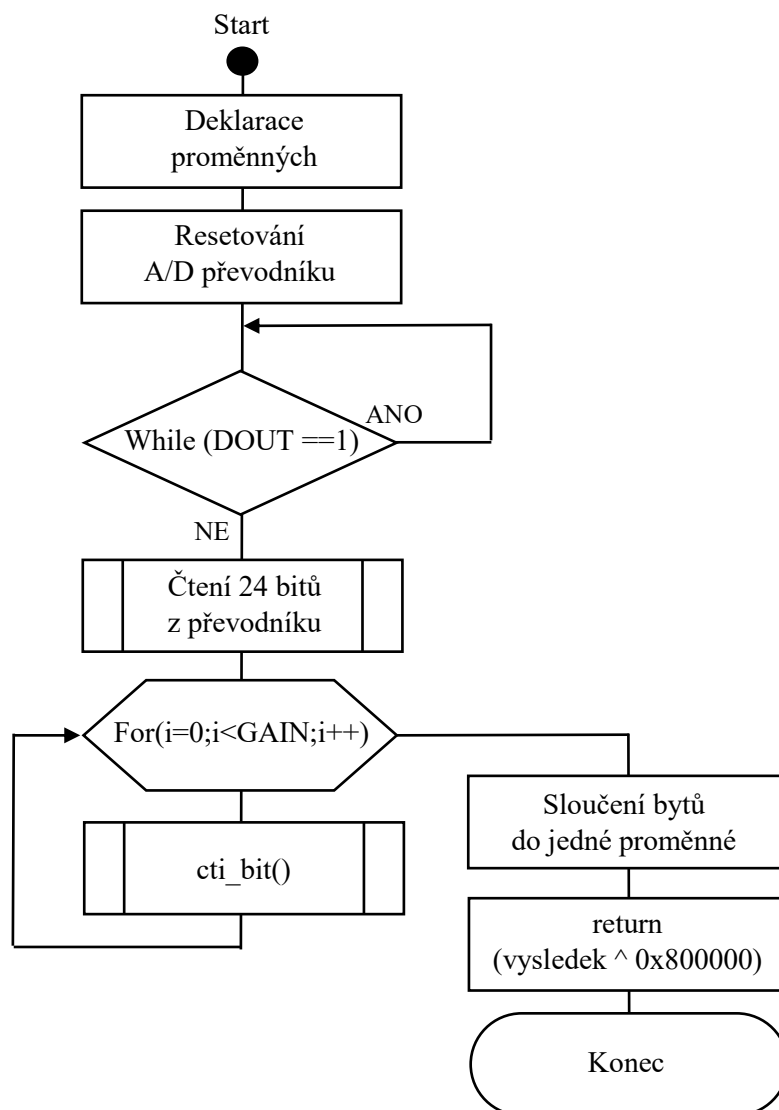 Start
Deklarace
proměnných
Resetování
A/D převodníku
ANO
While (DOUT ==1)
NE
Čtení 24 bitů
z převodníku
For(i=0;i<GAIN;i++)
cti_bit()
Sloučení bytů
do jedné proměnné
return
(vysledek ^ 0x800000)
Konec